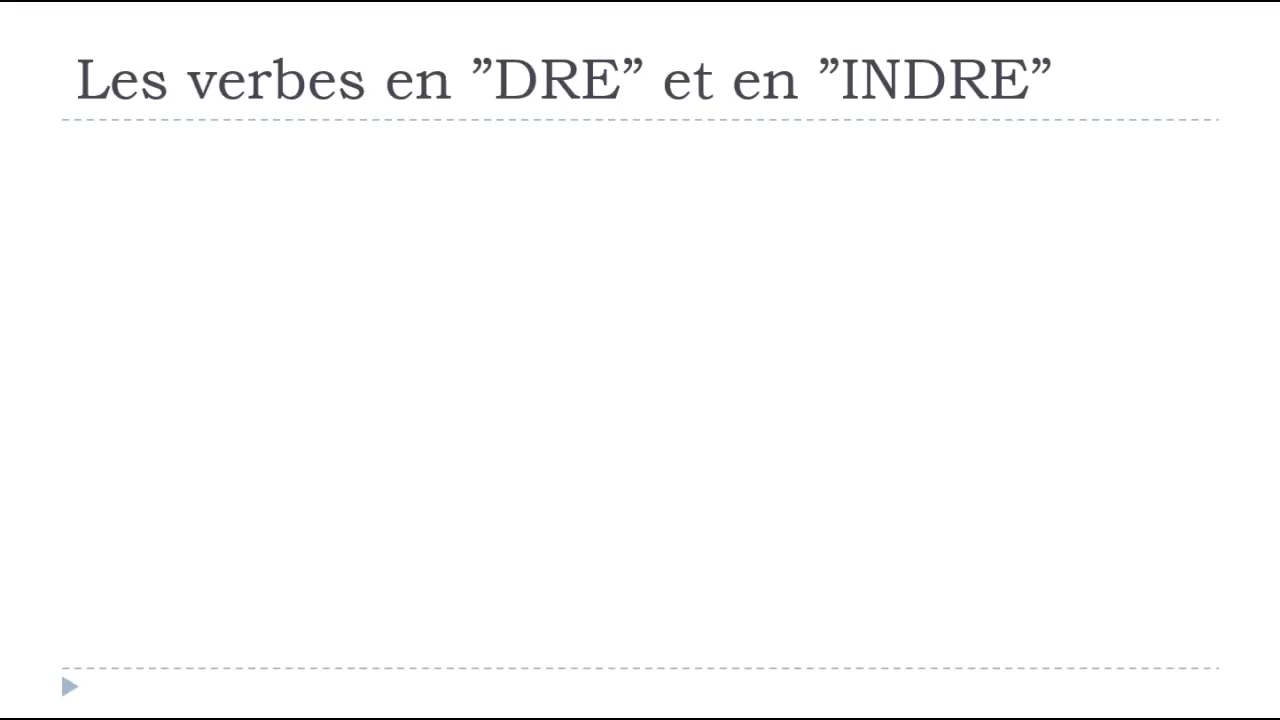 Les verbes en ”DRE” et en ”INDRE”